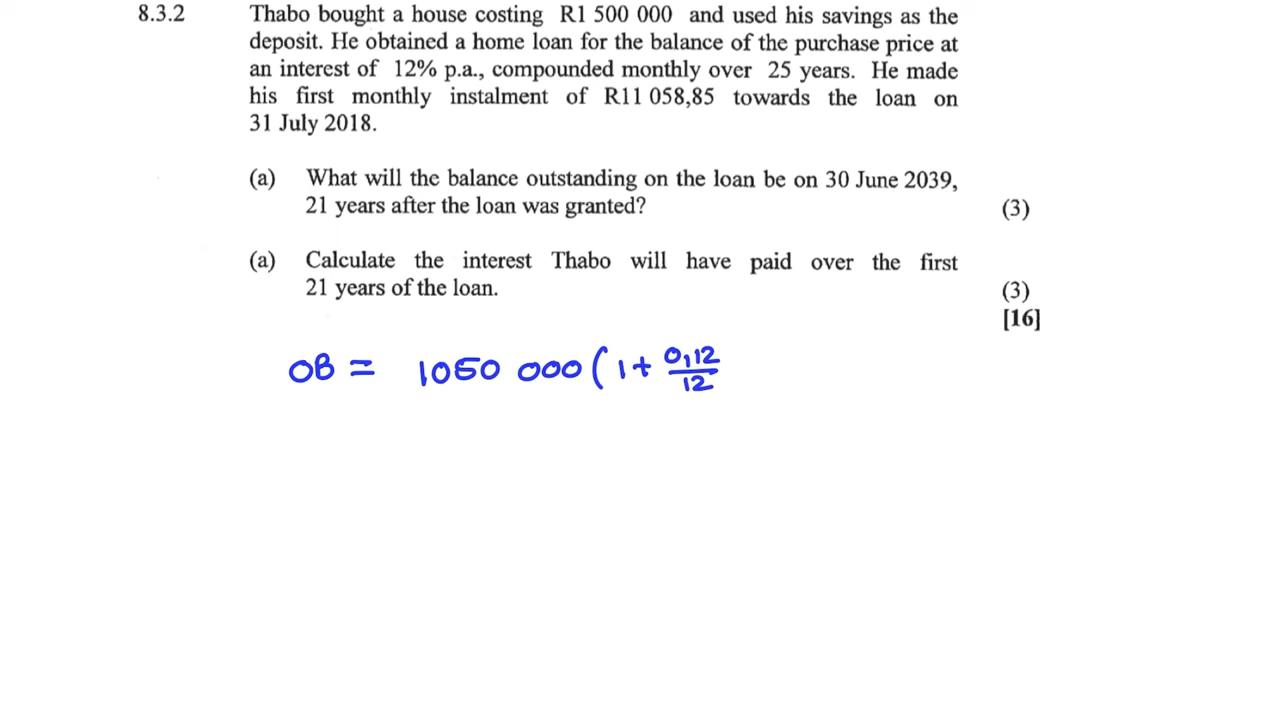 8.3.2 Thabo bought a house costing R1 500 000 and used his savings as the
deposit. He obtained a home loan for the balance of the purchase price at
an interest of 12% p.a., compounded monthly over 25 years. He made
his first monthly instalment of R11 058,85 towards the loan on
31 July 2018.
(a) What will the balance outstanding on the loan be on 30 June 2039,
21 years after the loan was granted? (3)
(a) Calculate the interest Thabo will have paid over the first
21 years of the loan. (3)
[16]
OB = 1050 000 (1 + 0,12/12